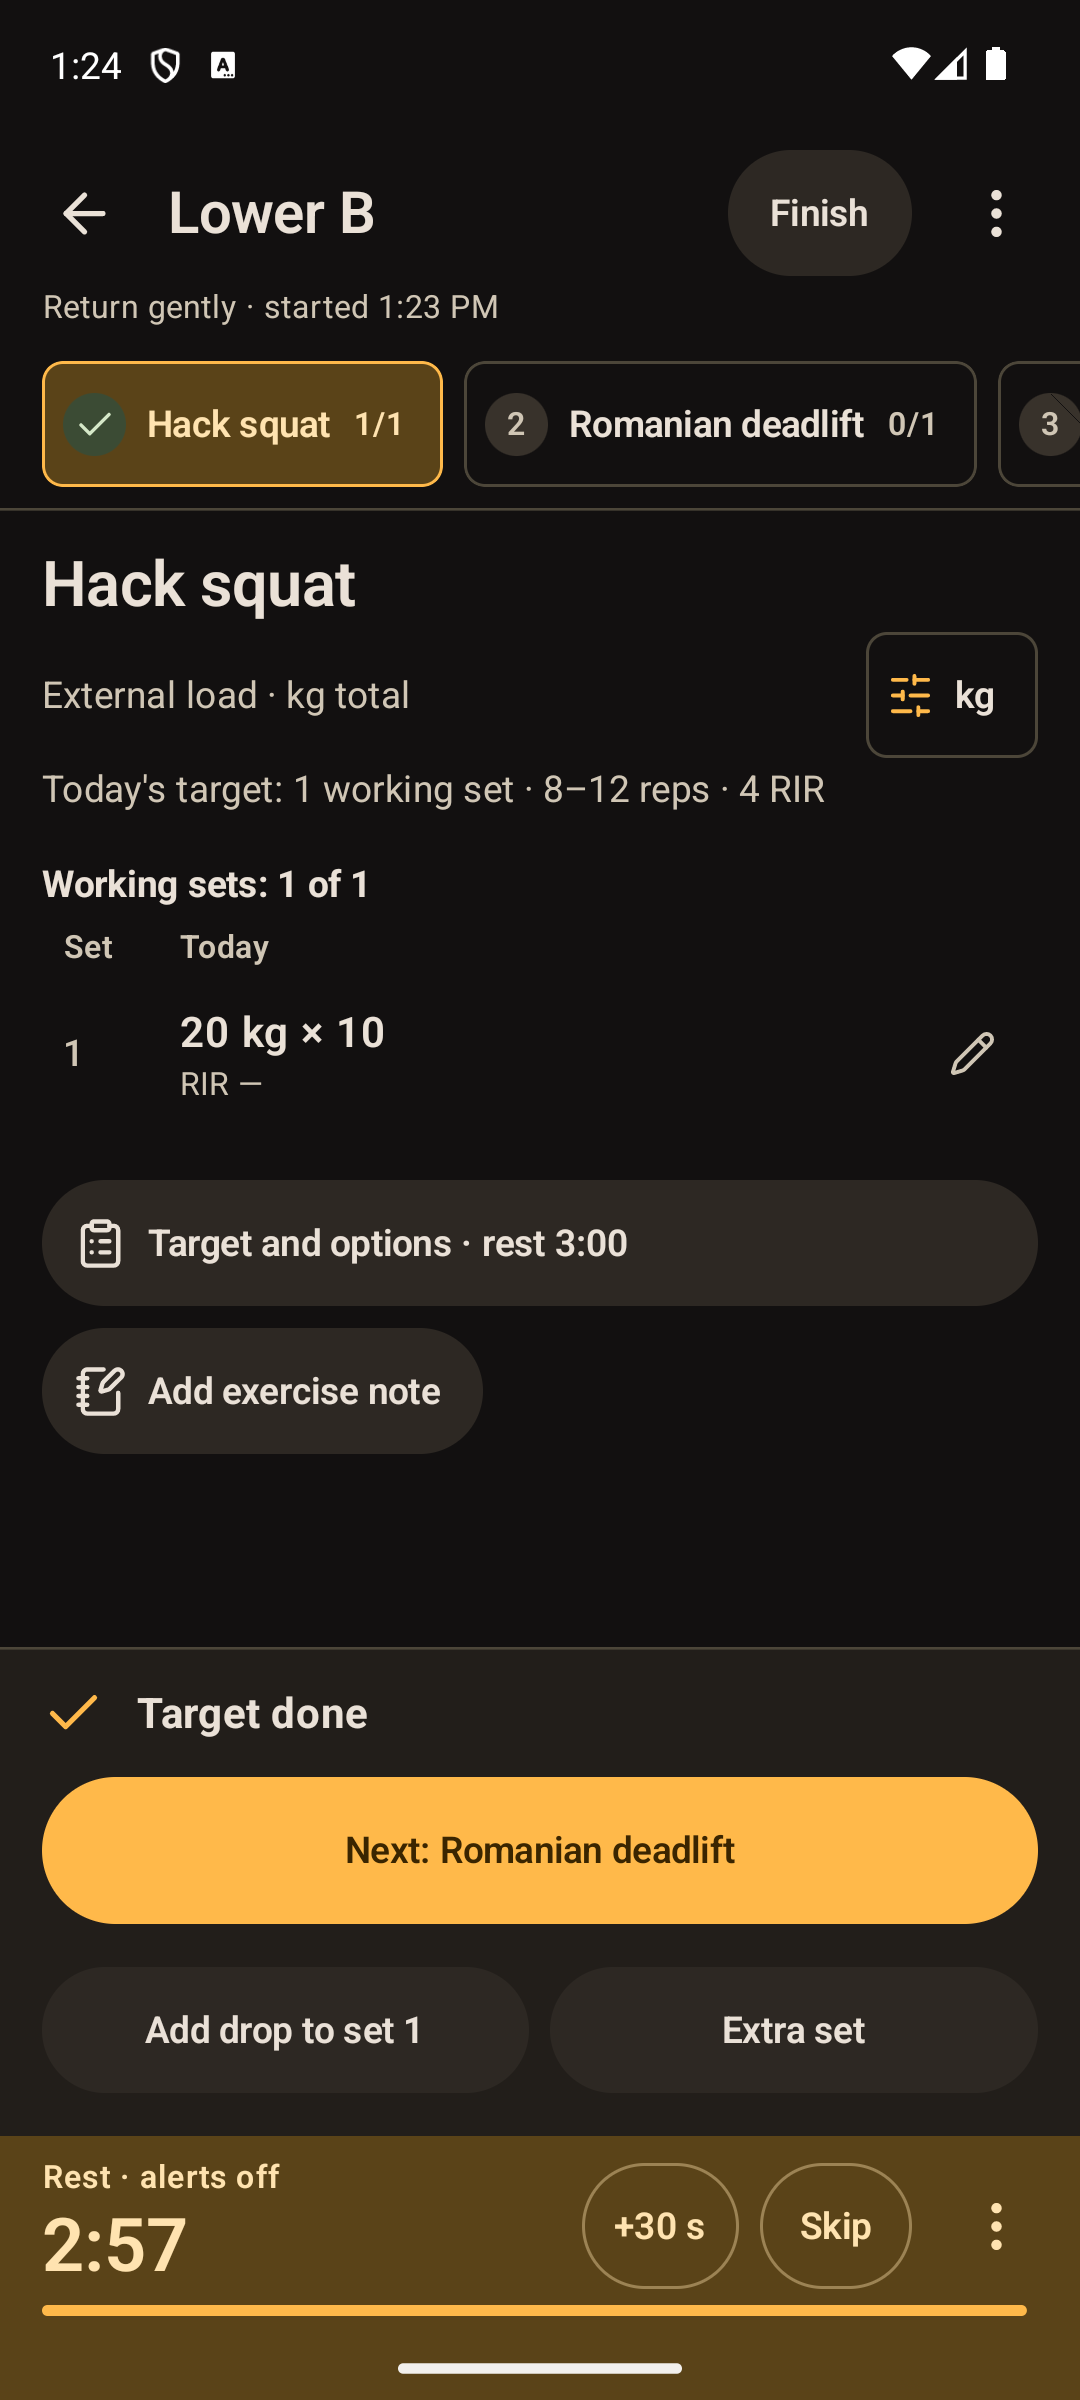 1:24
Lower B
Finish
Return gently · started 1:23 PM
Hack squat 1/1
2 Romanian deadlift 0/1
3
Hack squat
External load · kg total
kg
Today's target: 1 working set · 8–12 reps · 4 RIR
Working sets: 1 of 1
Set Today
1 20 kg × 10
RIR —
Target and options · rest 3:00
Add exercise note
Target done
Next: Romanian deadlift
Add drop to set 1
Extra set
Rest · alerts off
2:57
+30 s
Skip